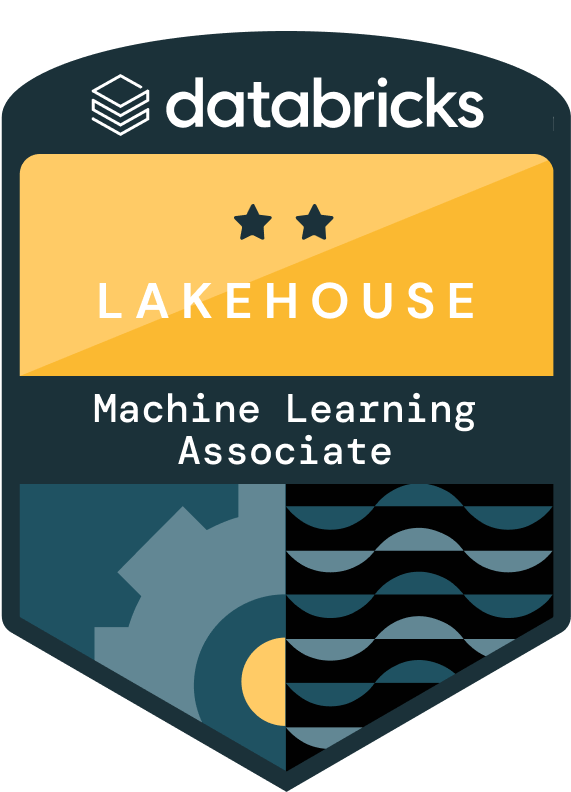 databricks
LAKEHOUSE
Machine Learning
Associate